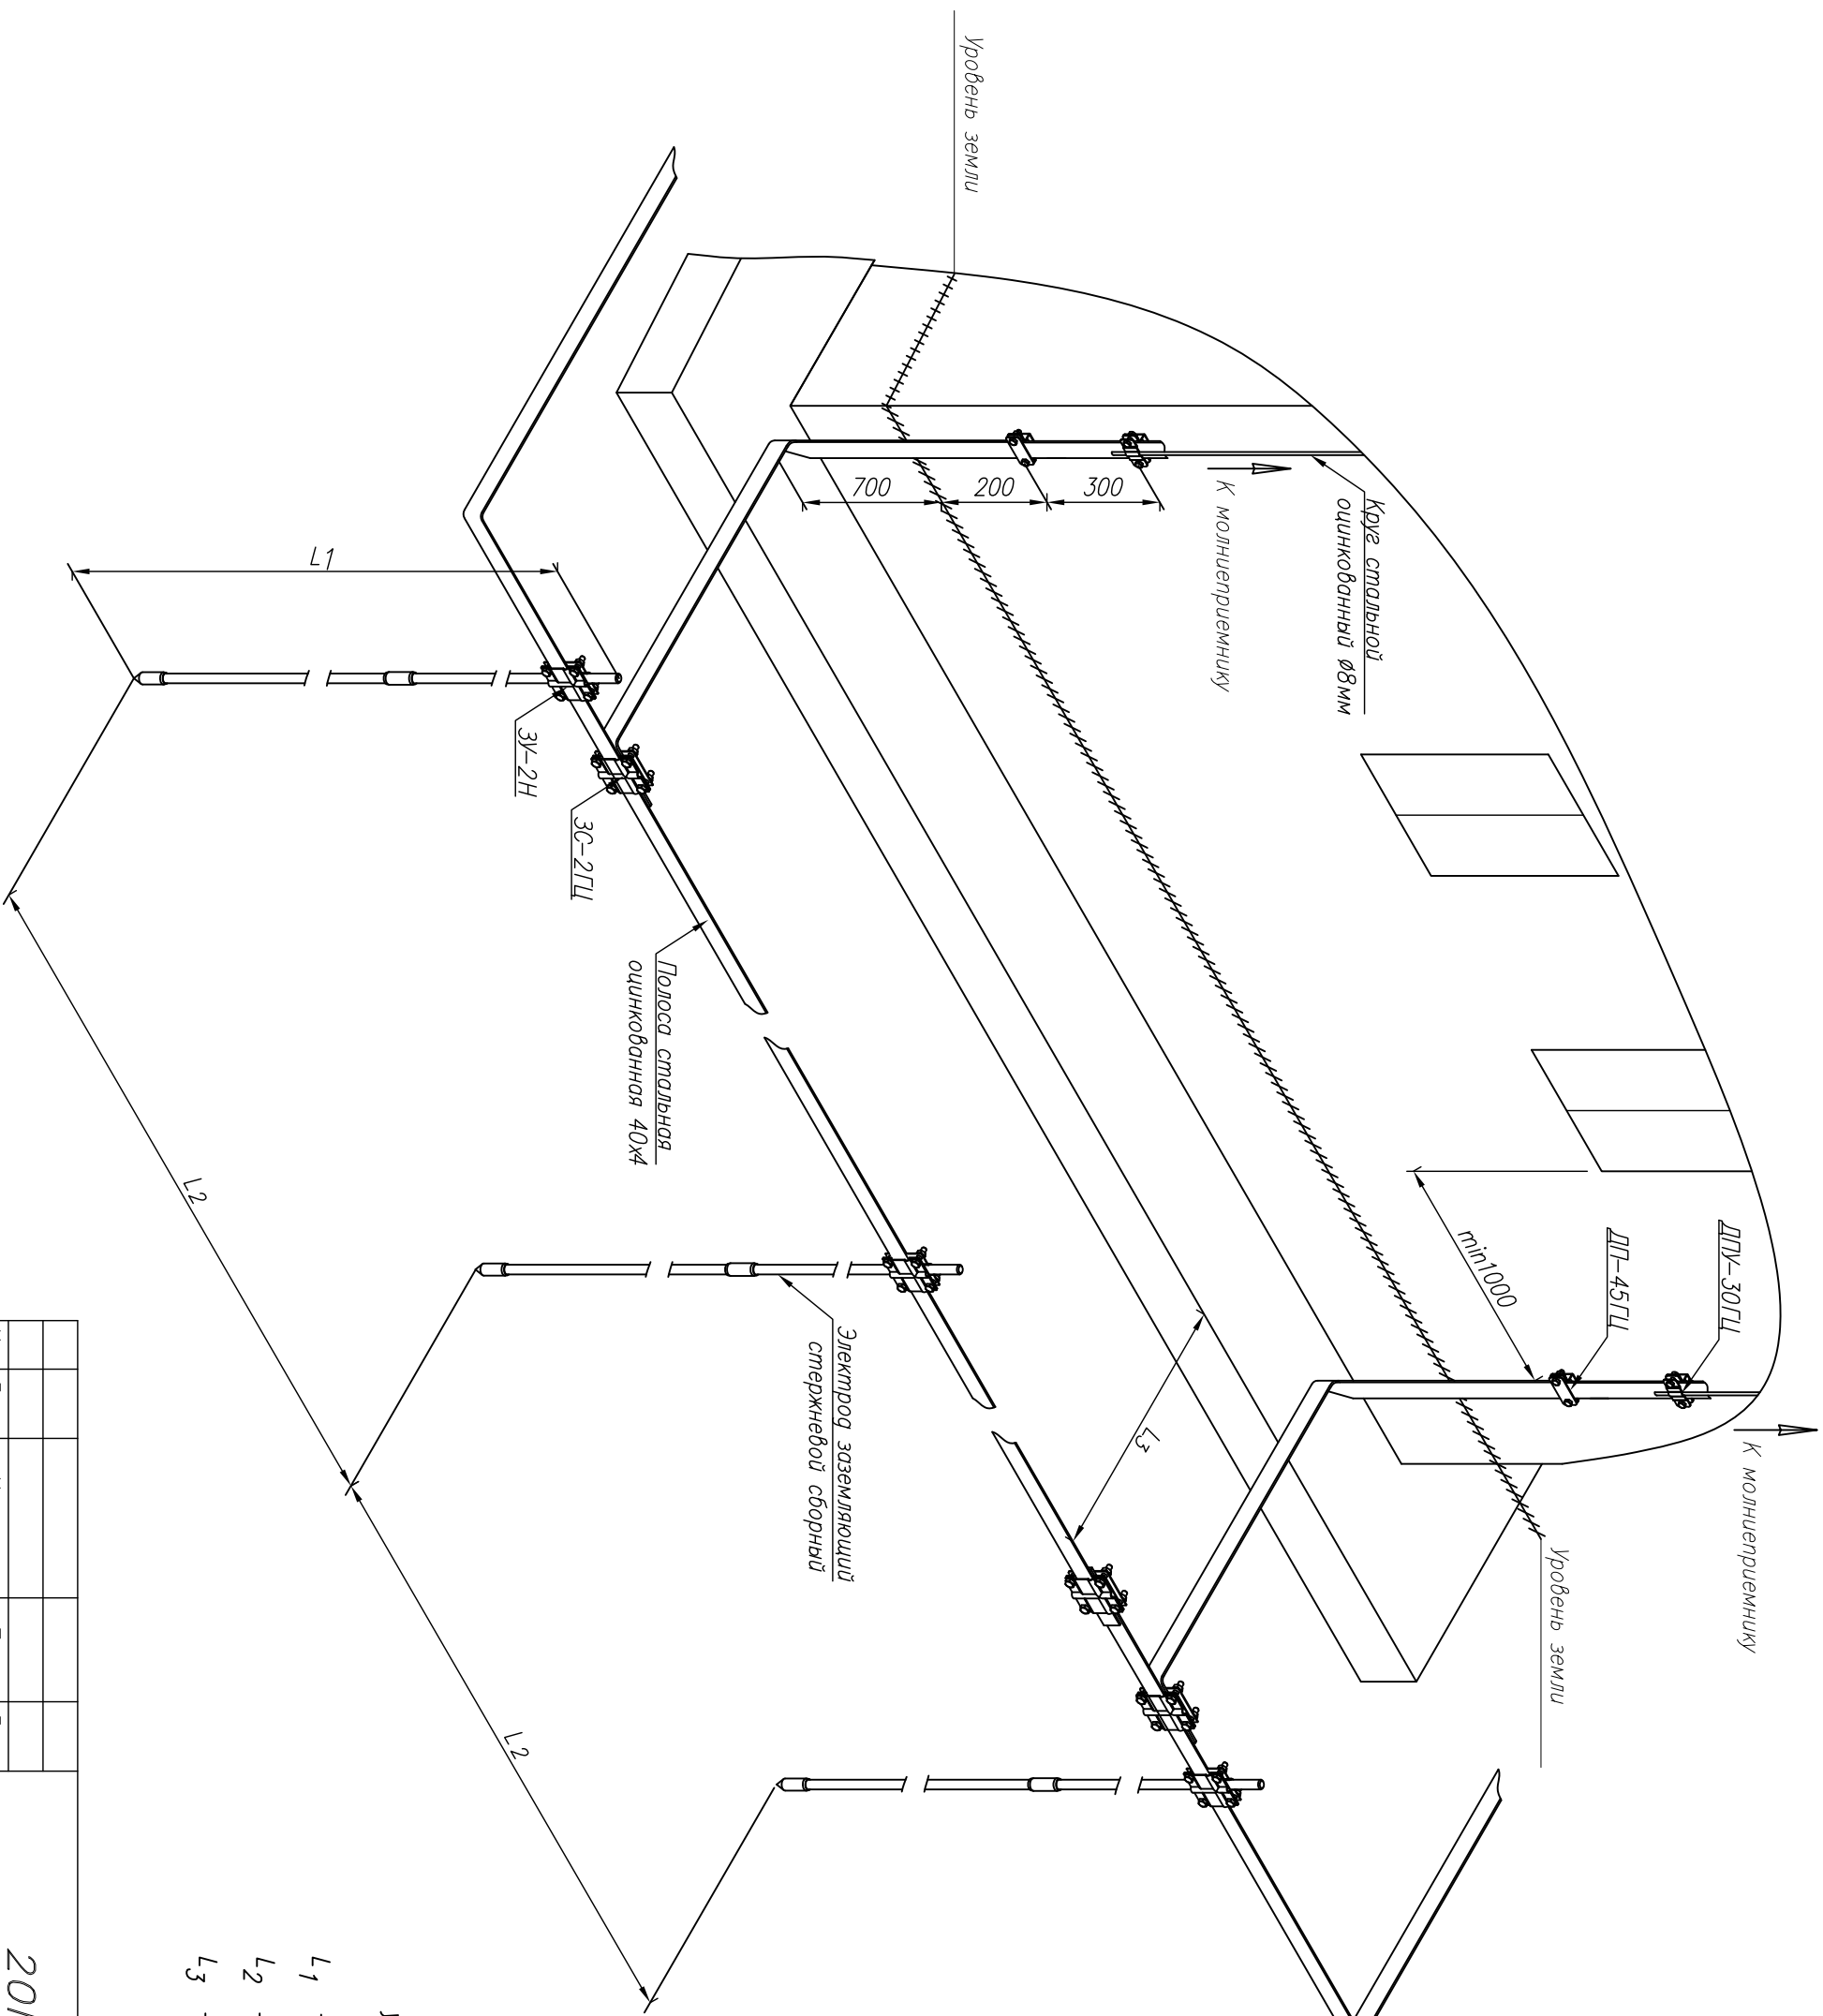 Уровень земли
К молниеприемнику
Круг стальной
оцинкованный ø8мм
700
200
300
К молниеприемнику
ДПУ-30ГЦ
ДП-45ГЦ
min1000
Уровень земли
L1
ЗУ-2Н
ЗС-2ГЦ
Полоса стальная
оцинкованная 40х4
L3
Электрод заземляющий
стержневой сборный
L2
L2
L1
L2
L3